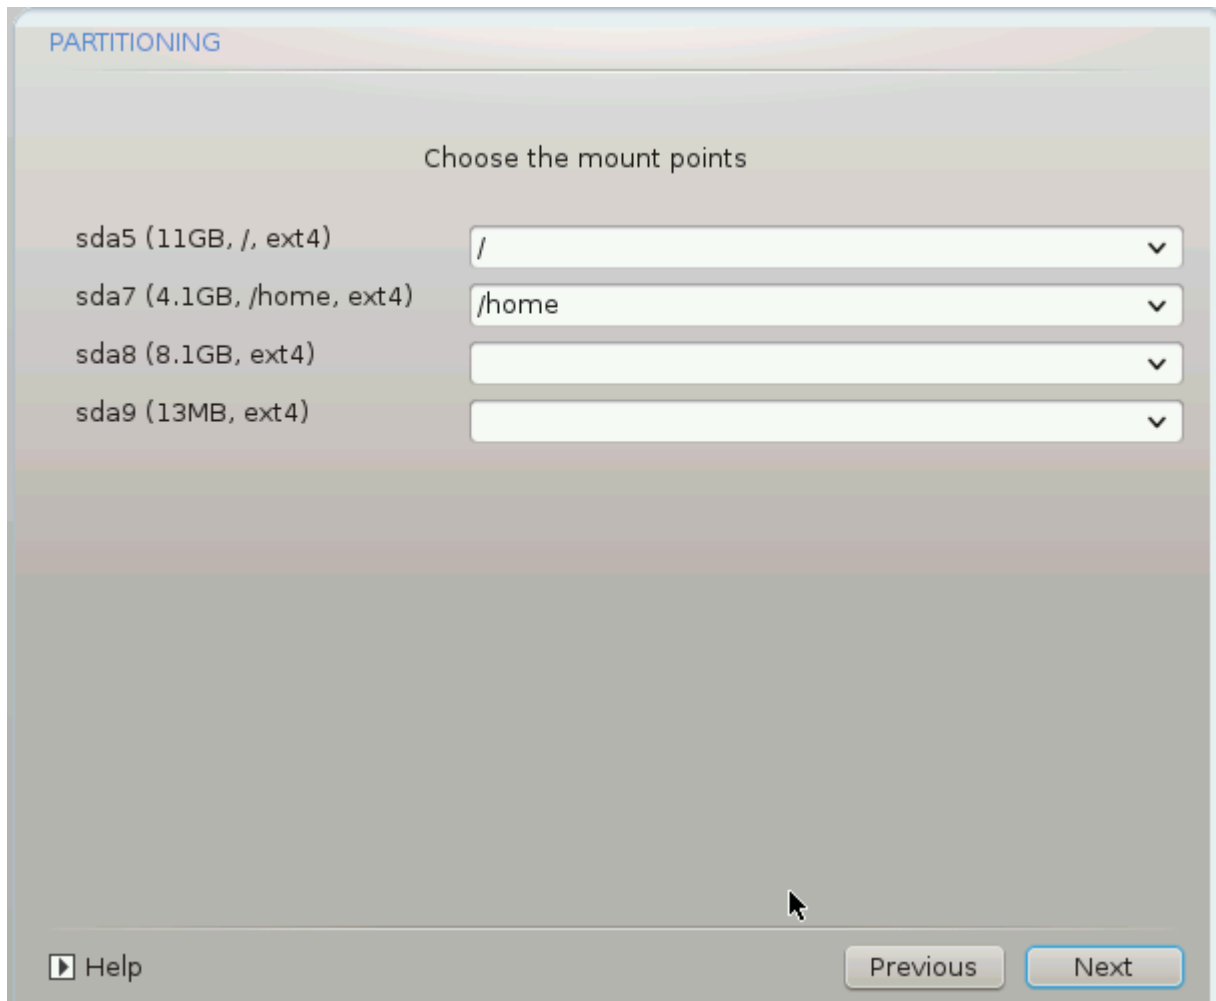 PARTITIONING
Choose the mount points
sda5 (11GB, /, ext4)
/
sda7 (4.1GB, /home, ext4)
/home
sda8 (8.1GB, ext4)
sda9 (13MB, ext4)
Help
Previous
Next